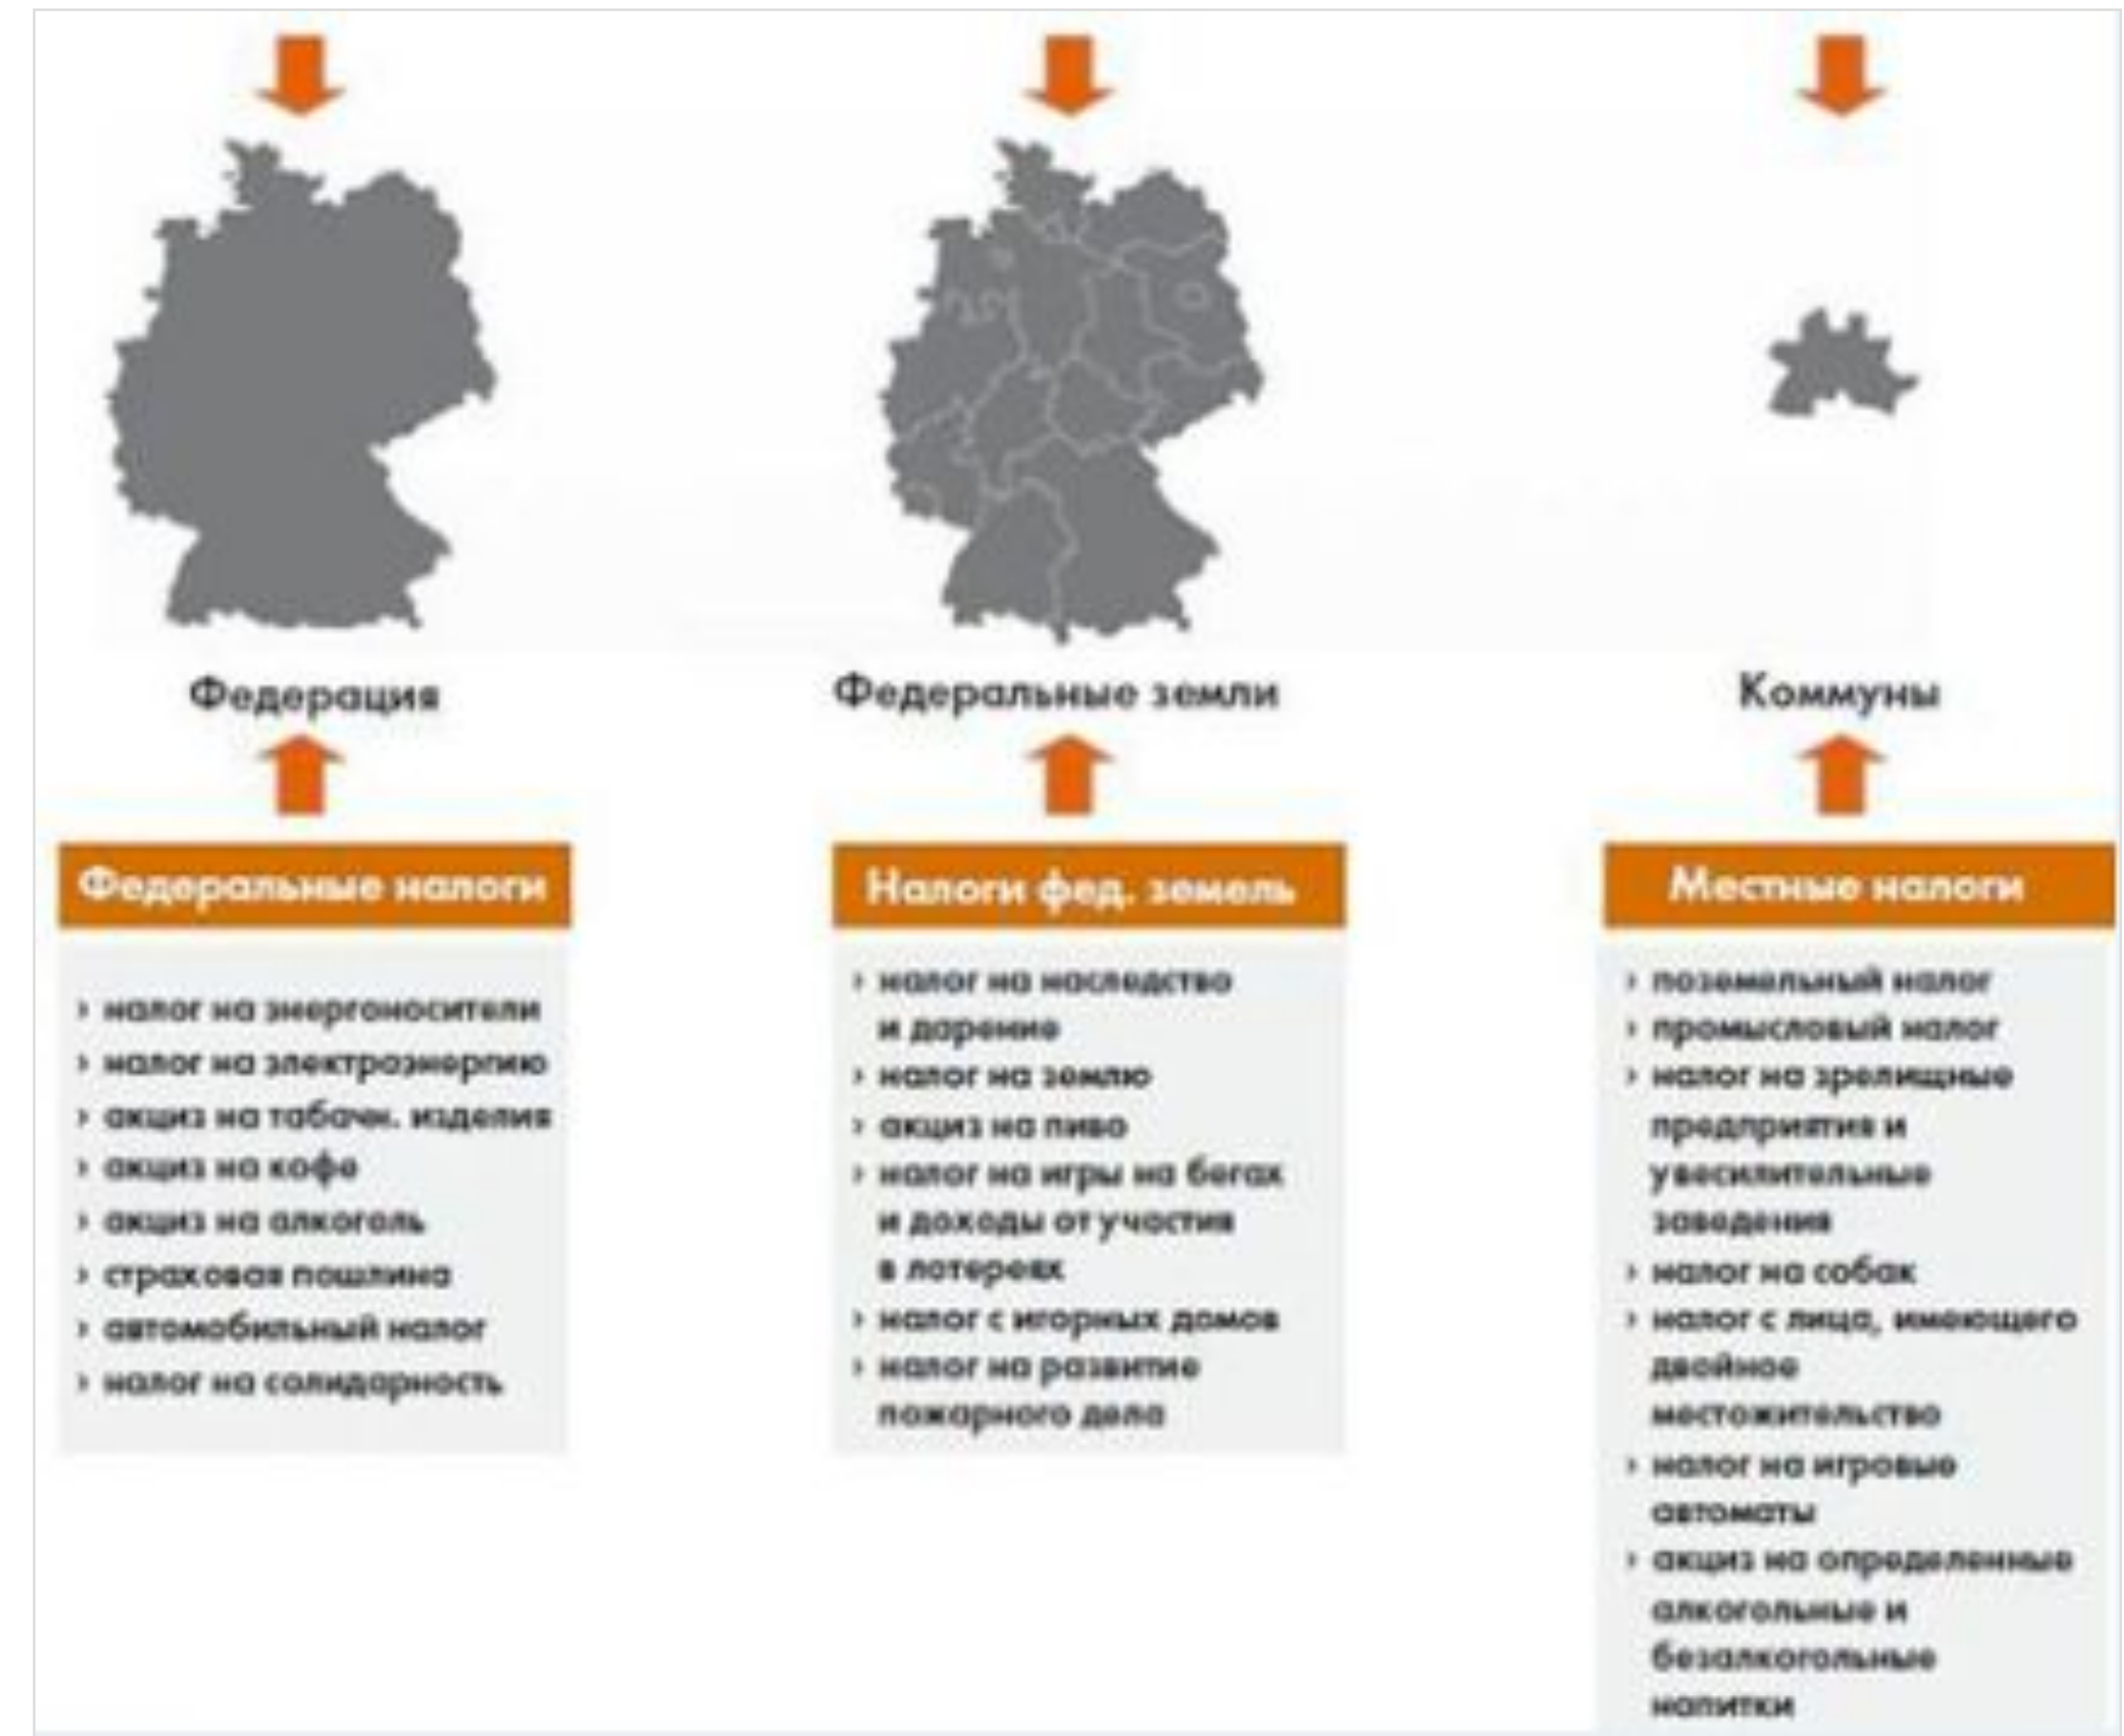 Федерация
Федеральные налоги
› налог на энергоносители
› налог на электроэнергию
› акциз на табачн. изделия
› акциз на кофе
› акциз на алкоголь
› страховая пошлина
› автомобильный налог
› налог на солидарность
Федеральные земли
Налоги фед. земель
› налог на наследство
и дарение
› налог на землю
› акциз на пиво
› налог на игры на бегах
и доходы от участия
в лотереях
› налог с игорных домов
› налог на развитие
пожарного дела
Коммуны
Местные налоги
› поземельный налог
› промысловый налог
› налог на зрелищные
предприятия и
увесилительные
заведения
› налог на собак
› налог с лица, имеющего
двойное
местожительство
› налог на игровые
автоматы
› акциз на определенные
алкогольные и
безалкогольные
напитки